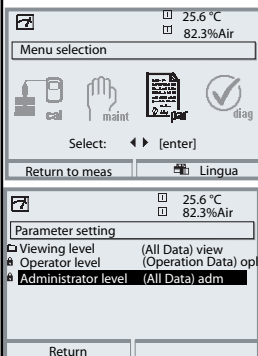 25.6 °C
82.3%Air
Menu selection
cal
maint
par
diag
Select: [enter]
Return to meas
Lingua
25.6 °C
82.3%Air
Parameter setting
Viewing level (All Data) view
Operator level (Operation Data) opl
Administrator level (All Data) adm
Return